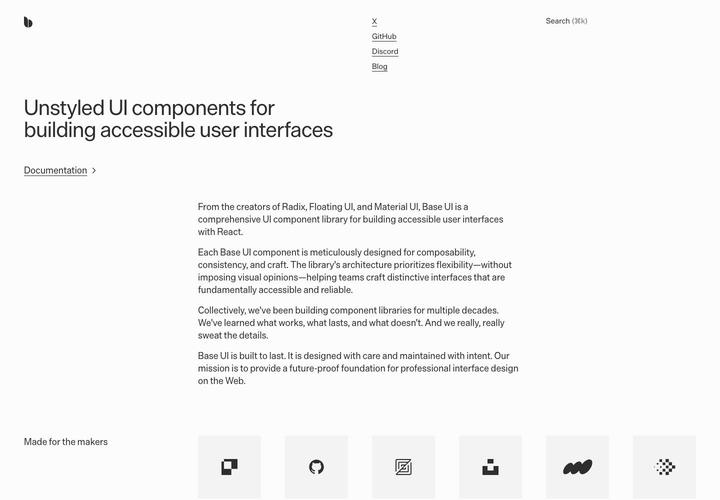 X
GitHub
Discord
Blog
Search (⌘k)
Unstyled UI components for
building accessible user interfaces
Documentation
From the creators of Radix, Floating UI, and Material UI, Base UI is a
comprehensive UI component library for building accessible user interfaces
with React.
Each Base UI component is meticulously designed for composability,
consistency, and craft. The library's architecture prioritizes flexibility—without
imposing visual opinions—helping teams craft distinctive interfaces that are
fundamentally accessible and reliable.
Collectively, we've been building component libraries for multiple decades.
We've learned what works, what lasts, and what doesn't. And we really, really
sweat the details.
Base UI is built to last. It is designed with care and maintained with intent. Our
mission is to provide a future-proof foundation for professional interface design
on the Web.
Made for the makers